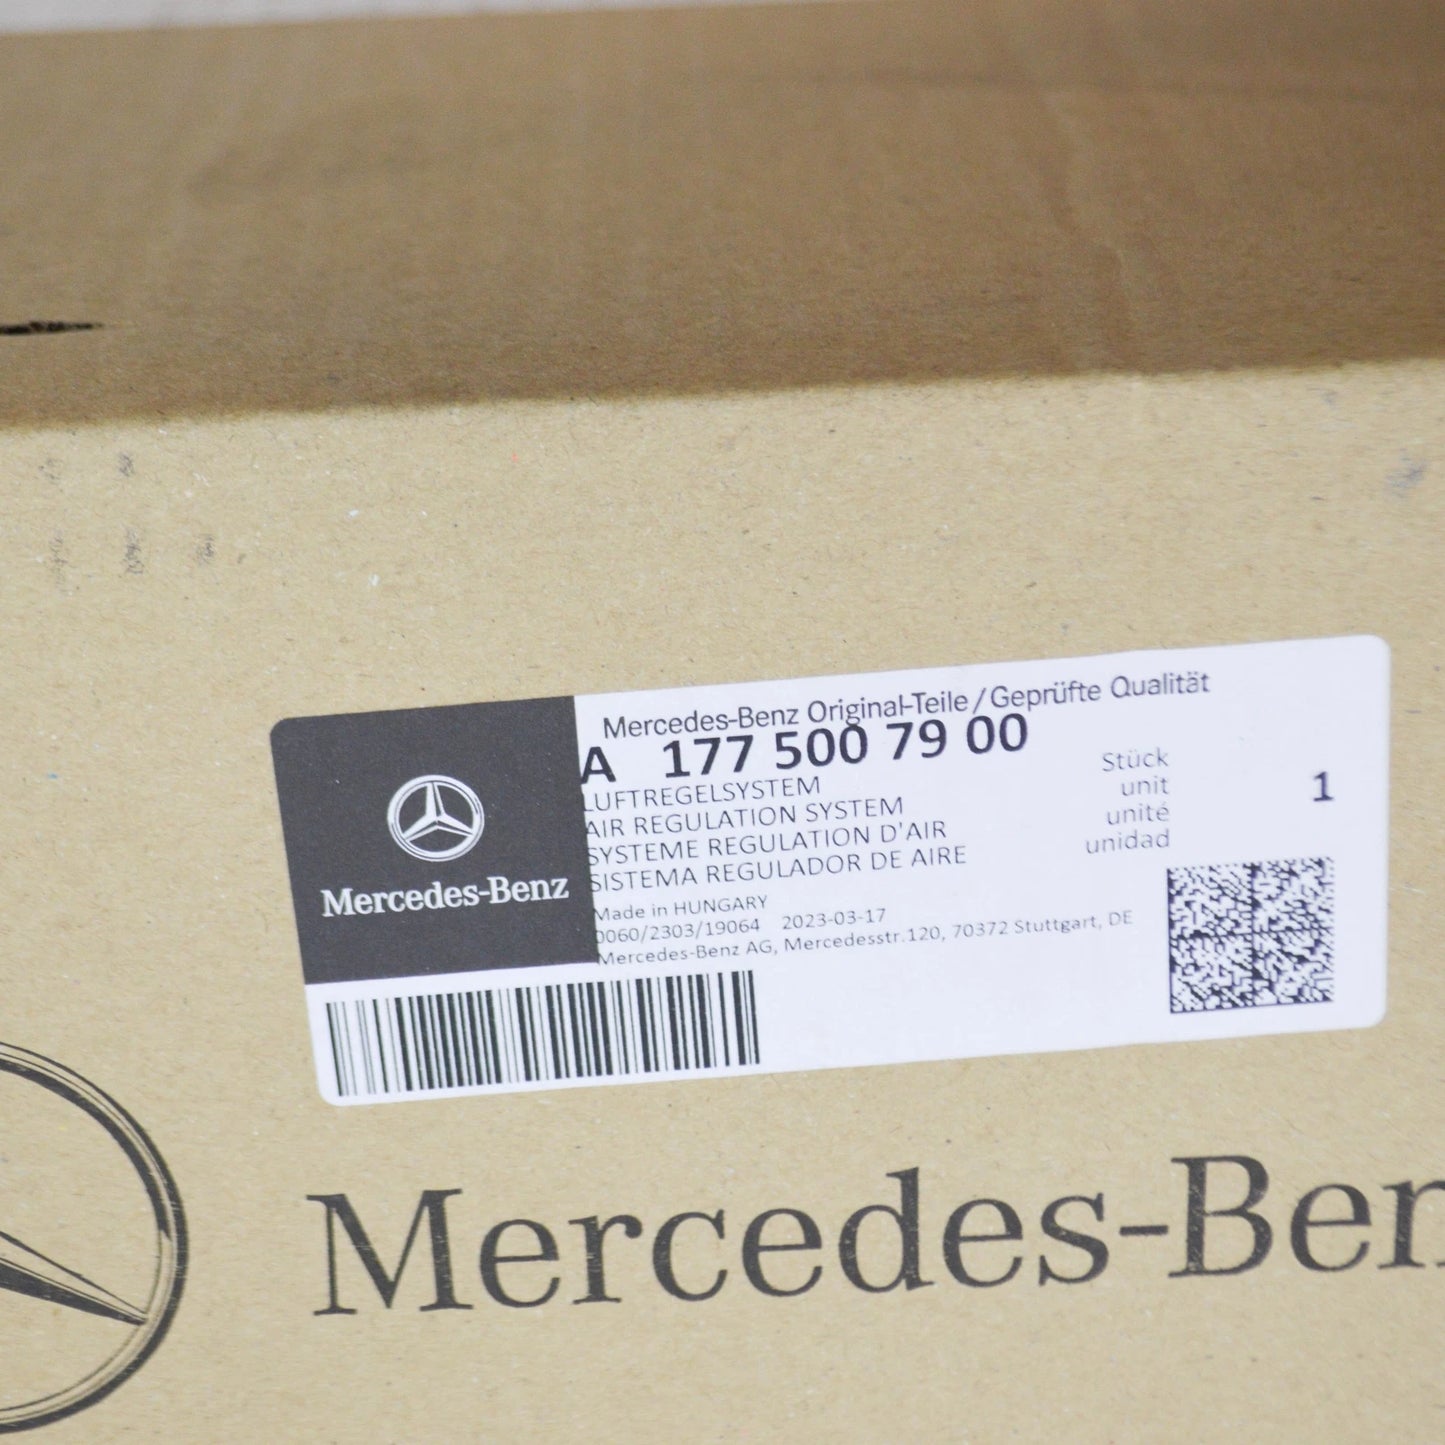 Mercedes-Benz Original-Teile / Geprüfte Qualität
A 177 500 79 00
LUFTREGELSYSTEM
AIR REGULATION SYSTEM
SYSTEME REGULATION D'AIR
SISTEMA REGULADOR DE AIRE
Stück
unit
unité
unidad
1
Mercedes-Benz
Made in HUNGARY
0060/2303/19064 2023-03-17
Mercedes-Benz AG, Mercedesstr.120, 70372 Stuttgart, DE
Mercedes-Ben